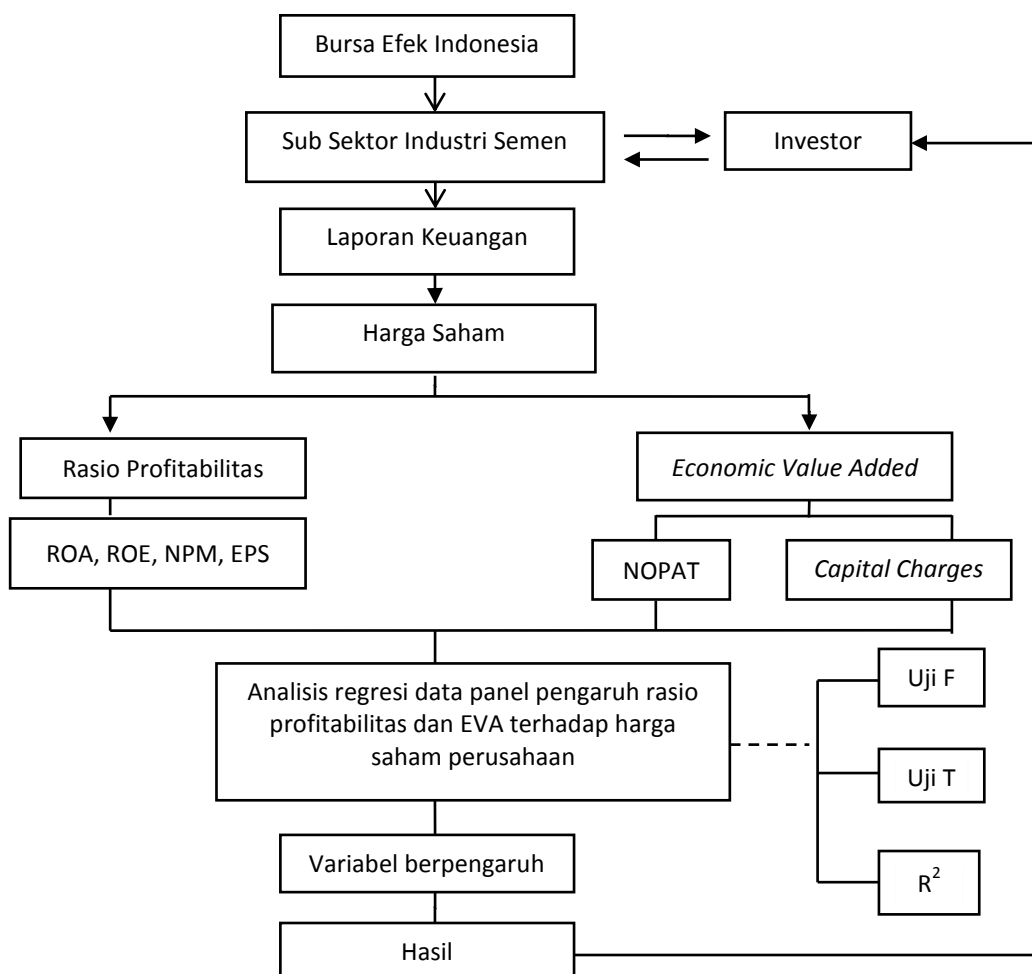 Bursa Efek Indonesia
Sub Sektor Industri Semen
Investor
Laporan Keuangan
Harga Saham
Rasio Profitabilitas
Economic Value Added
ROA, ROE, NPM, EPS
NOPAT
Capital Charges
Analisis regresi data panel pengaruh rasio
profitabilitas dan EVA terhadap harga
saham perusahaan
Uji F
Uji T
R²
Variabel berpengaruh
Hasil